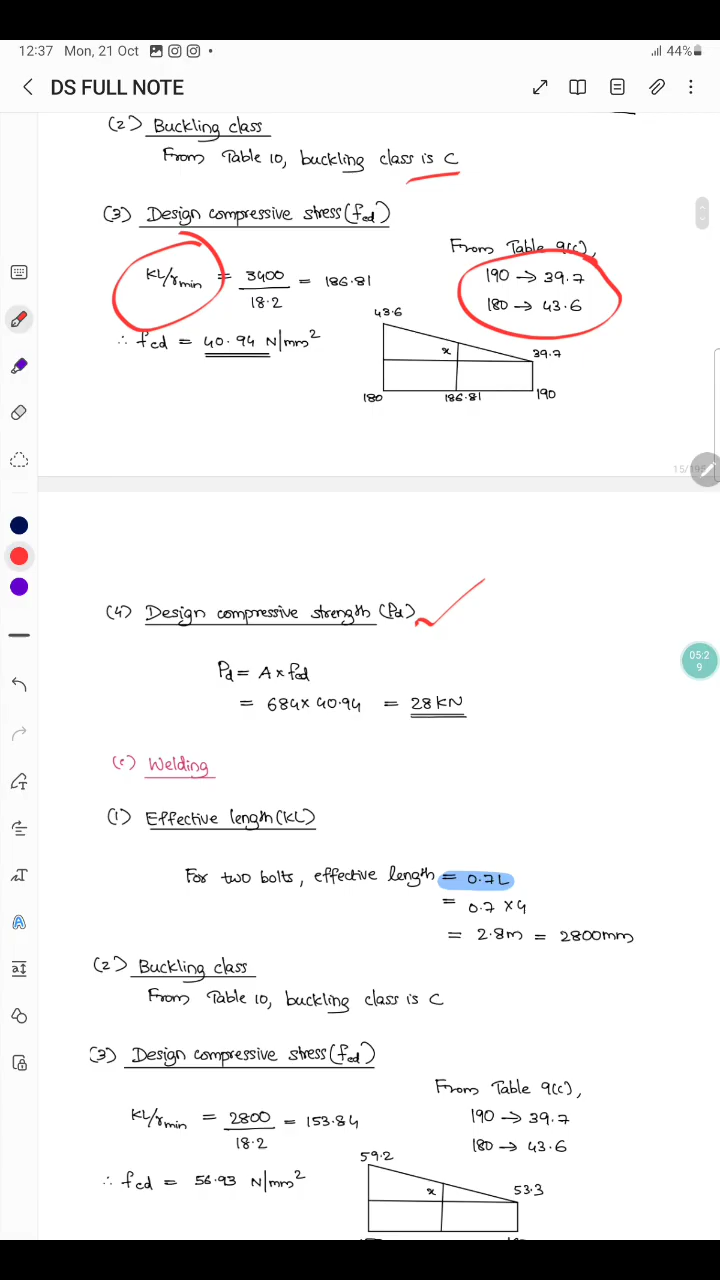 12:37 Mon, 21 Oct
44%
DS FULL NOTE
(2) Buckling class
From Table 10, buckling class is C
(3) Design compressive stress (fcd)
From Table 9(c),
190 → 39.7
180 → 43.6
KL/rmin = 3400/18.2 = 186.81
∴ fcd = 40.94 N/mm²
43.6
x
39.7
180
186.81
190
15/195
(4) Design compressive strength (Pd)
05:29
Pd = A × fcd
= 684 × 40.94 = 28 KN
(c) Welding
(1) Effective length (KL)
For two bolts, effective length = 0.7L
= 0.7 × 4
= 2.8m = 2800mm
(2) Buckling class
From Table 10, buckling class is C
(3) Design compressive stress (fcd)
From Table 9(c),
190 → 39.7
180 → 43.6
KL/rmin = 2800/18.2 = 153.84
∴ fcd = 56.93 N/mm²
59.2
x
53.3